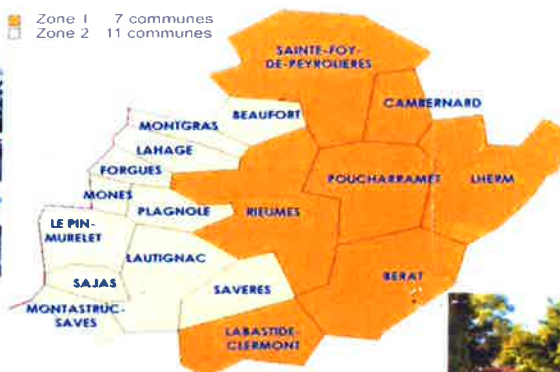 Zone 1 7 communes
Zone 2 11 communes
SAINTE-FOY-
DE-PEYROLIERES
CAMBERNARD
BEAUFORT
MONTGRAS
LAHAGE
FORGUES
POUCHARRAMET
LHERM
MONES
PLAGNOLE
RIEUMES
LE PIN-
MURELET
LAUTIGNAC
BERAT
SAJAS
SAVERES
MONTASTRUC-
SAVES
LABASTIDE-
CLERMONT